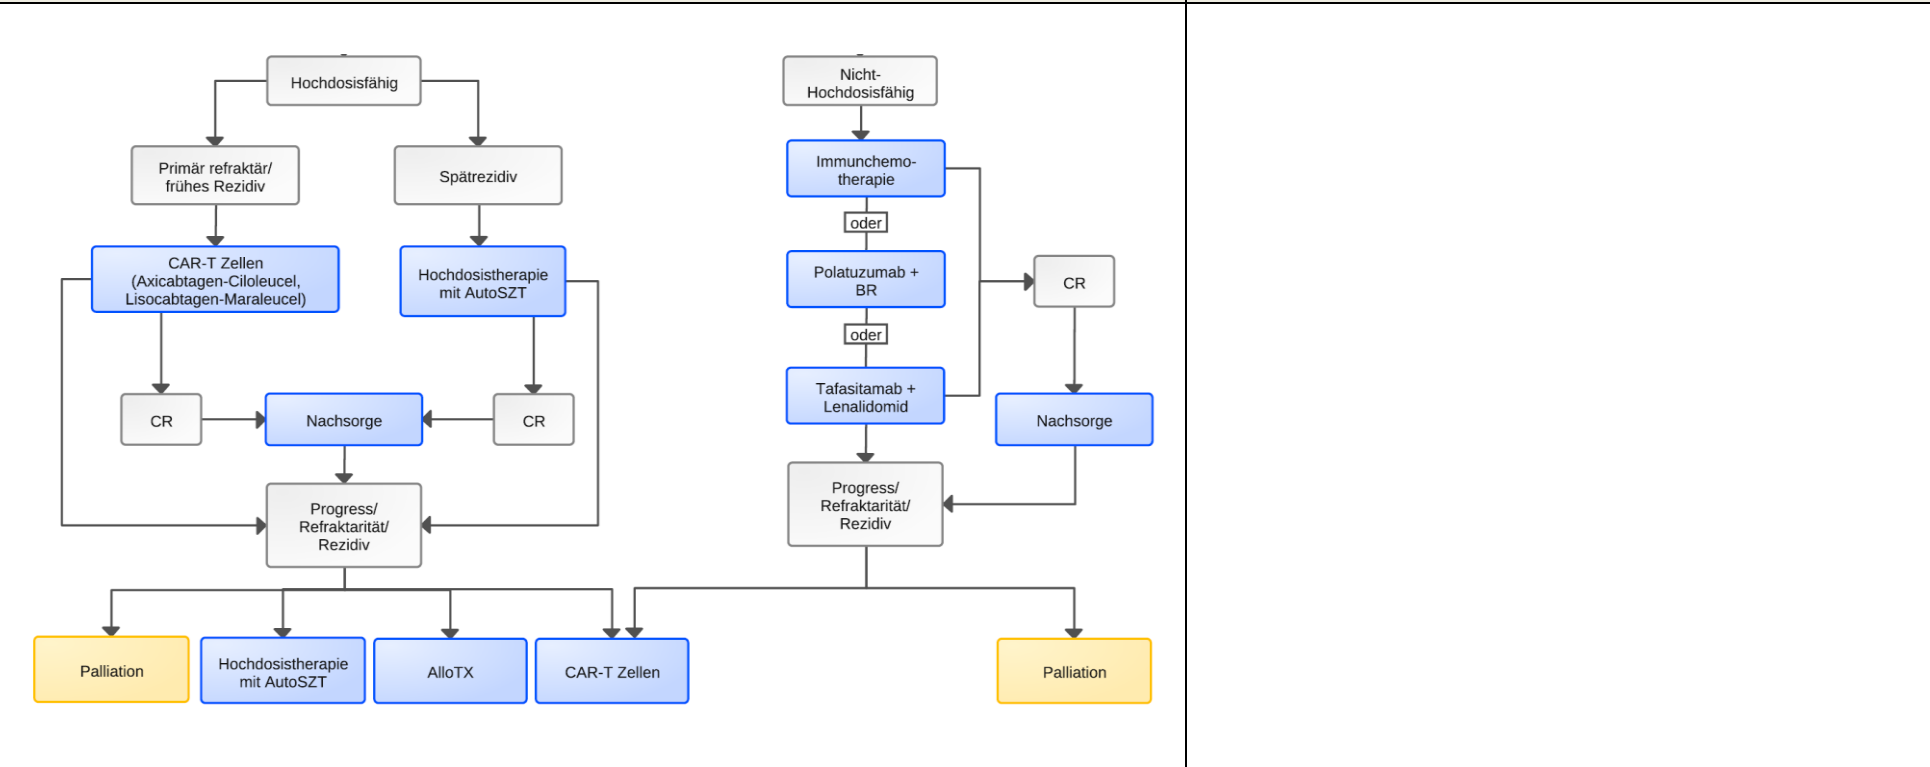 Hochdosisfähig
Primär refraktär/
frühes Rezidiv
Spätrezidiv
CAR-T Zellen
(Axicabtagen-Ciloleucel,
Lisocabtagen-Maraleucel)
Hochdosistherapie
mit AutoSZT
CR
Nachsorge
CR
Progress/
Refraktarität/
Rezidiv
Palliation
Hochdosistherapie
mit AutoSZT
AlloTX
CAR-T Zellen
Nicht-
Hochdosisfähig
Immunchemo-
therapie
oder
Polatuzumab +
BR
oder
Tafasitamab +
Lenalidomid
CR
Nachsorge
Progress/
Refraktarität/
Rezidiv
Palliation